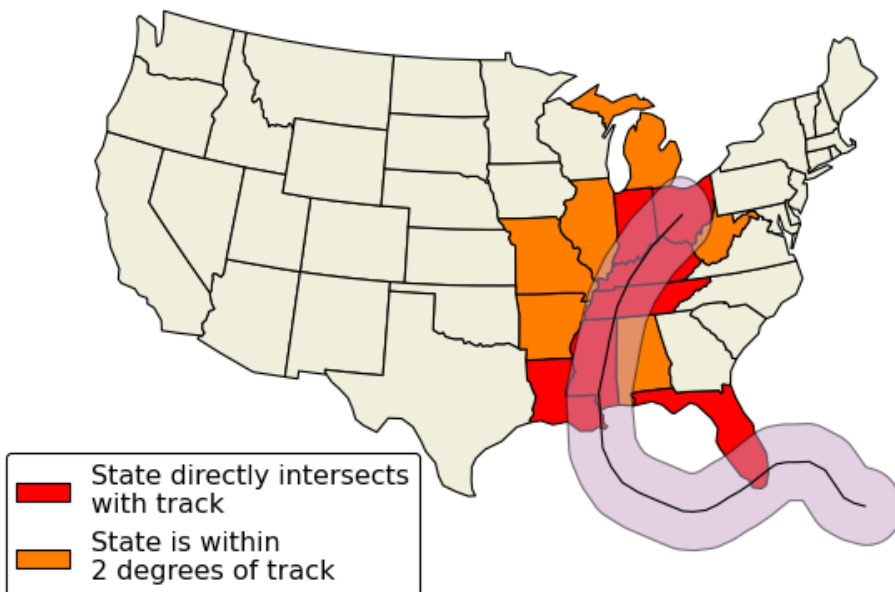 State directly intersects
with track
State is within
2 degrees of track